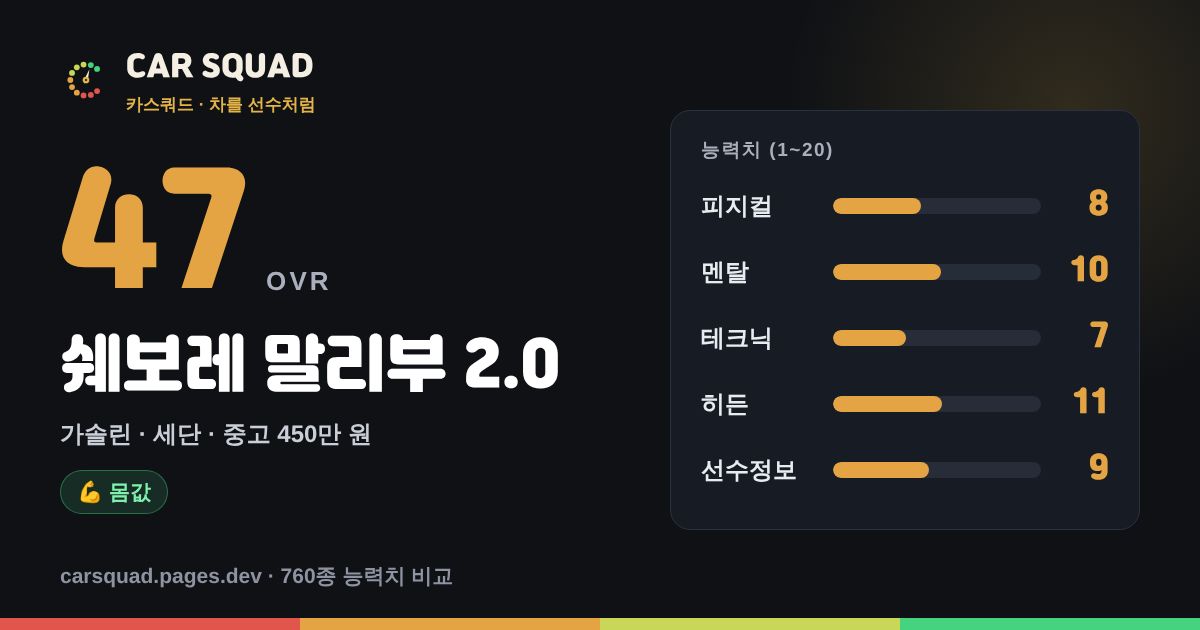 CAR SQUAD
카스쿼드 · 차를 선수처럼
47 OVR
쉐보레 말리부 2.0
가솔린 · 세단 · 중고 450만 원
💪 몸값
carsquad.pages.dev · 760종 능력치 비교
능력치 (1~20)
피지컬 8
멘탈 10
테크닉 7
히든 11
선수정보 9